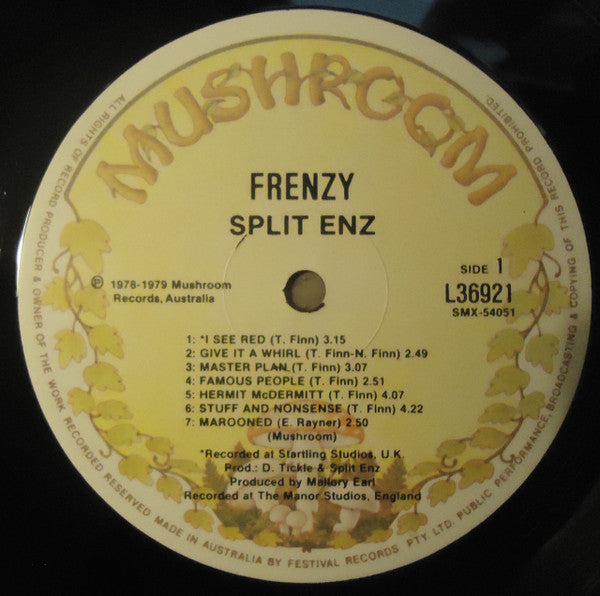 MUSHROOM
ALL RIGHTS OF RECORD PRODUCER & OWNER OF THE WORK RECORDED RESERVED MADE IN AUSTRALIA BY FESTIVAL RECORDS PTY. LTD. PUBLIC PERFORMANCE, BROADCASTING & COPYING OF THIS RECORD PROHIBITED.
FRENZY
SPLIT ENZ
℗ 1978-1979 Mushroom
Records, Australia
SIDE 1
L36921
SMX-54051
1: *I SEE RED (T. Finn) 3.15
2: GIVE IT A WHIRL (T. Finn-N. Finn) 2.49
3: MASTER PLAN (T. Finn) 3.07
4: FAMOUS PEOPLE (T. Finn) 2.51
5: HERMIT McDERMITT (T. Finn) 4.07
6: STUFF AND NONSENSE (T. Finn) 4.22
7: MAROONED (E. Rayner) 2.50
(Mushroom)
*Recorded at Startling Studios, U.K.
Prod.: D. Tickle & Split Enz
Produced by Mallory Earl
Recorded at The Manor Studios, England